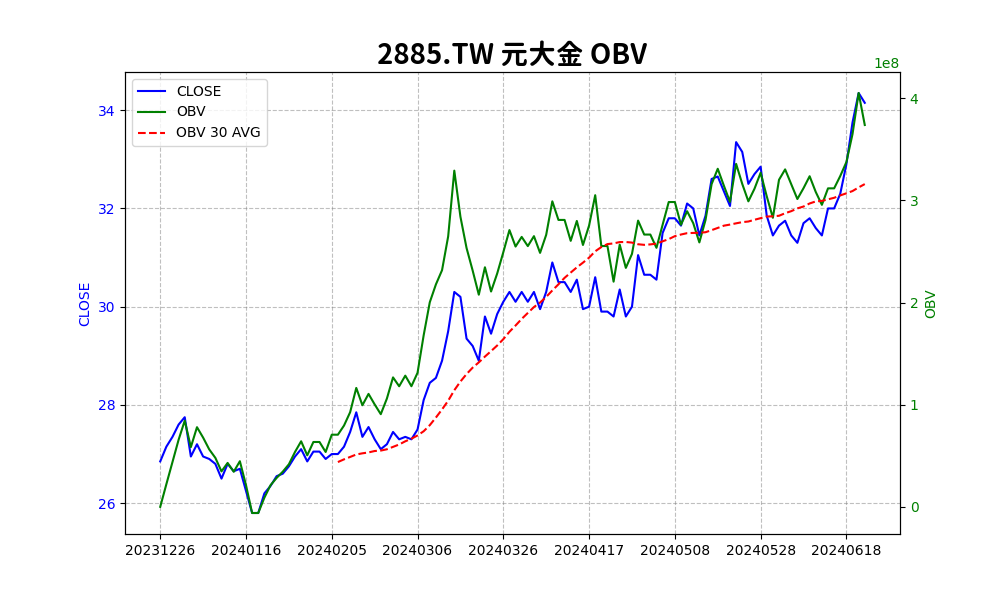 2885.TW 元大金 OBV
1e8
CLOSE
OBV
OBV 30 AVG
34
32
30
28
26
CLOSE
4
3
2
1
0
OBV
20231226 20240116 20240205 20240306 20240326 20240417 20240508 20240528 20240618